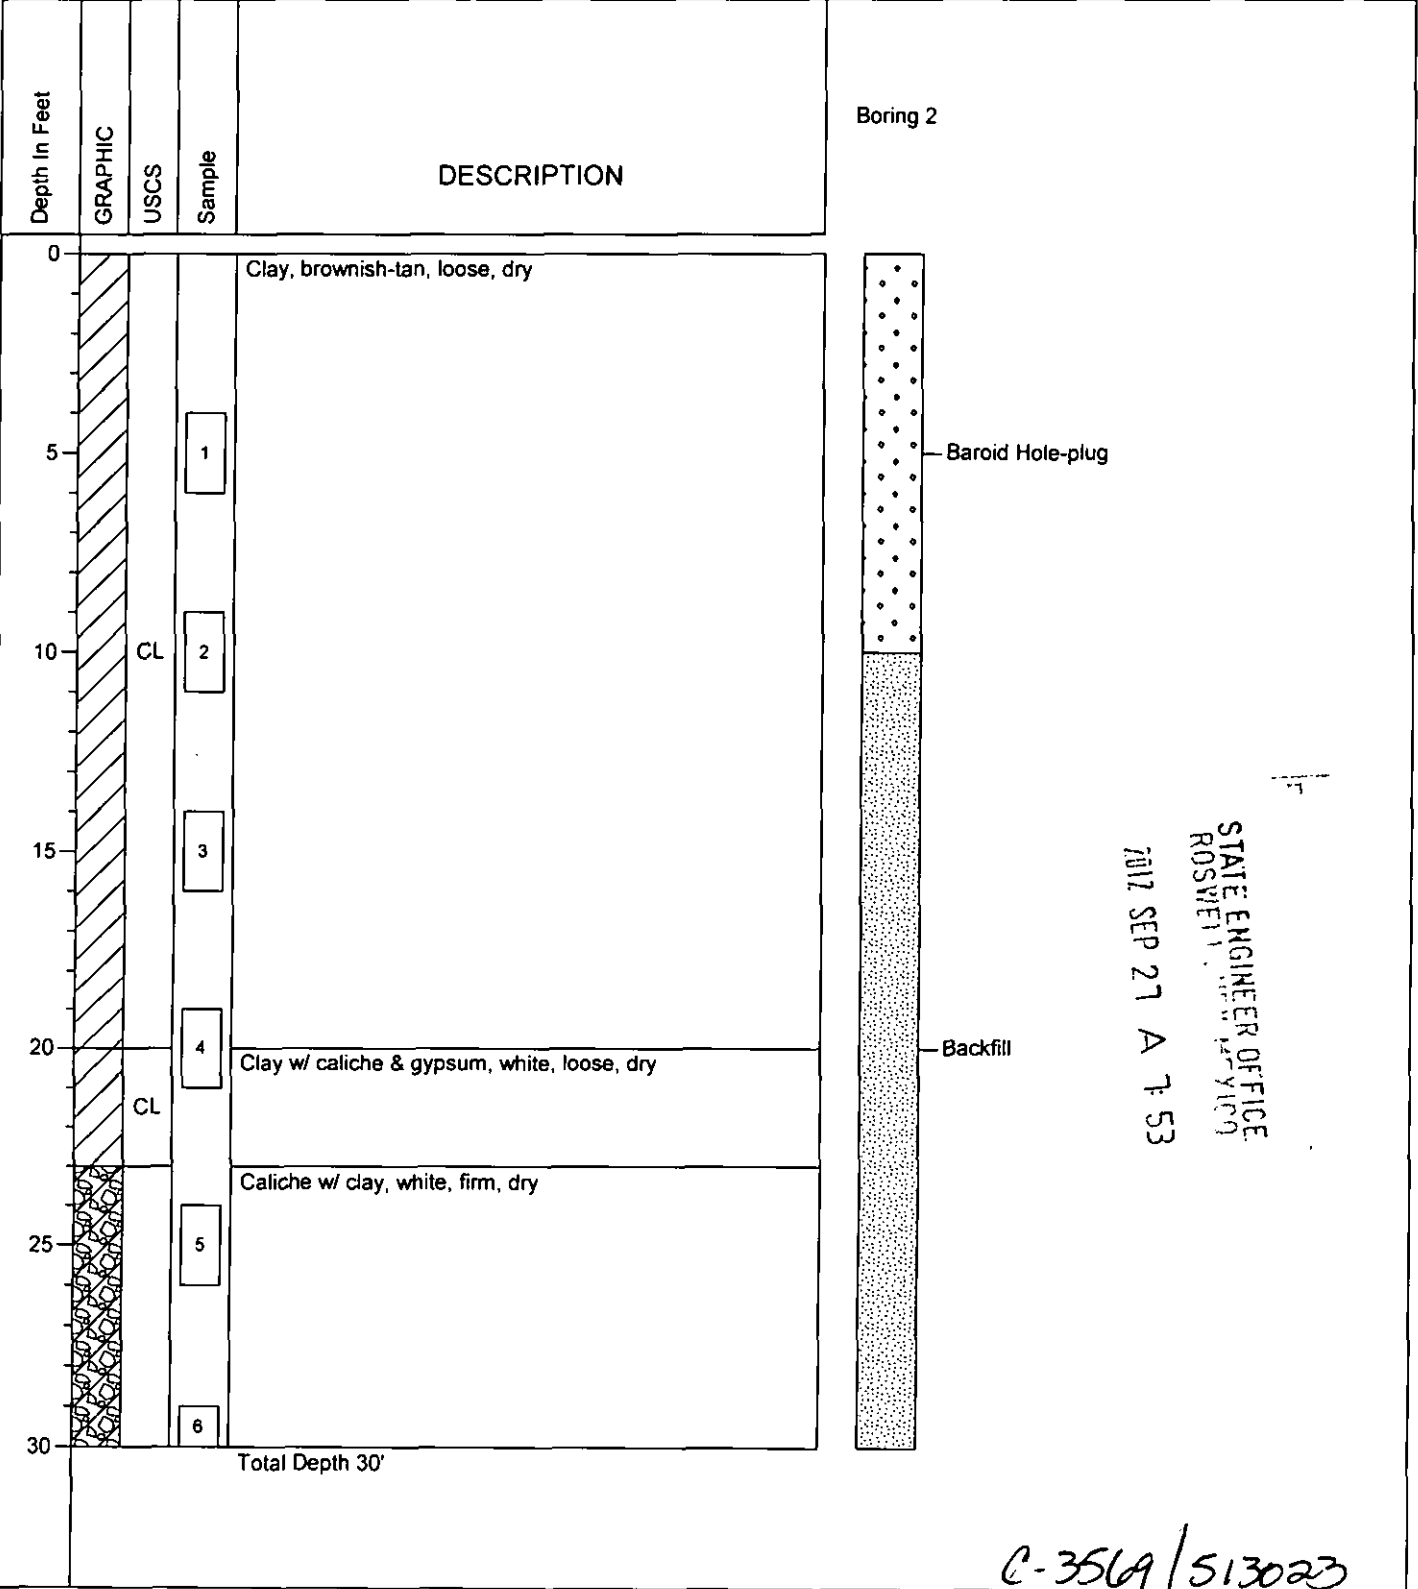 Depth In Feet
GRAPHIC
USCS
Sample
DESCRIPTION
Boring 2
0
Clay, brownish-tan, loose, dry
1
5
Baroid Hole-plug
2
10
CL
3
15
4
20
Clay w/ caliche & gypsum, white, loose, dry
Backfill
CL
Caliche w/ clay, white, firm, dry
5
25
6
30
Total Depth 30'
STATE ENGINEER OFFICE
ROSWELL,
2012 SEP 27 A 7:53
C-3569/513023